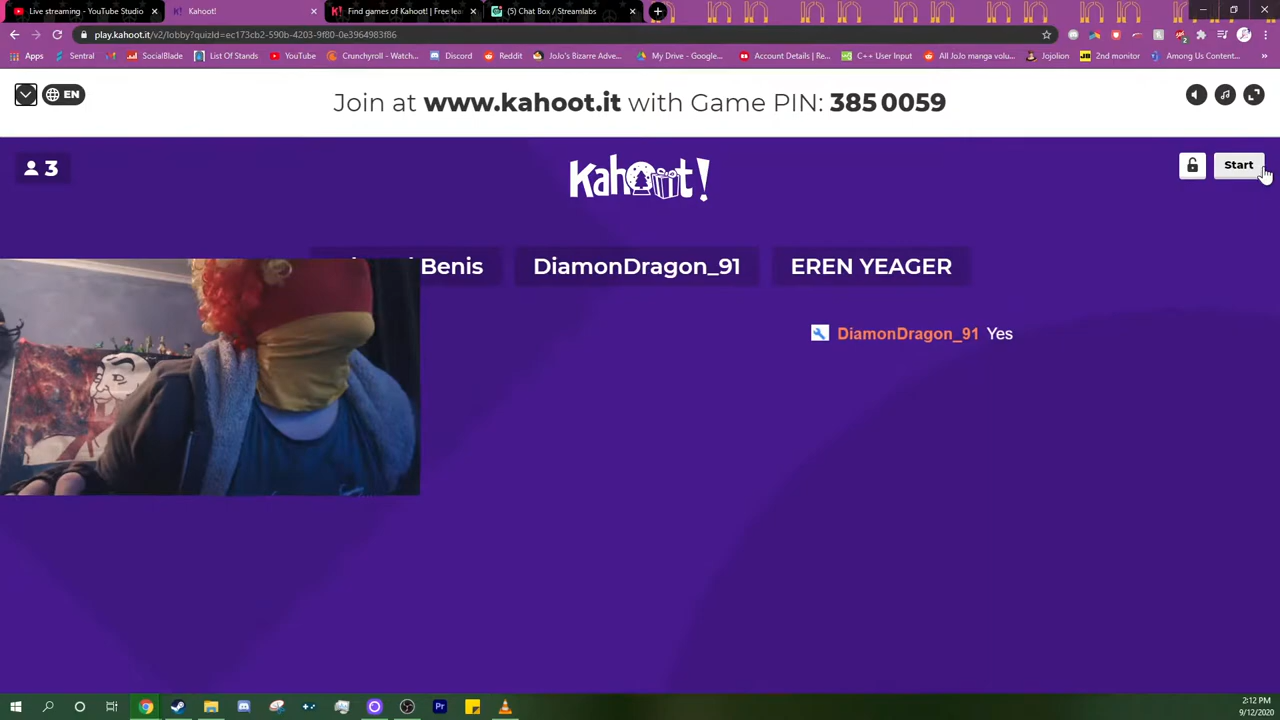 Live streaming - YouTube Studio
Kahoot!
Find games of Kahoot! | Free lea
(5) Chat Box / Streamlabs
play.kahoot.it/v2/lobby?quizId=ec173cb2-590b-4203-9f80-0e3964983f86
Apps
Sentral
SocialBlade
List Of Stands
YouTube
Crunchyroll - Watch...
Discord
Reddit
JoJo's Bizarre Adve...
My Drive - Google...
Account Details | Re...
C++ User Input
All JoJo manga volu...
Jojolion
2nd monitor
Among Us Content...
EN
Join at www.kahoot.it with Game PIN: 385 0059
3
Kahoot!
Start
Benis
DiamonDragon_91
EREN YEAGER
DiamonDragon_91 Yes
2:12 PM
9/12/2020